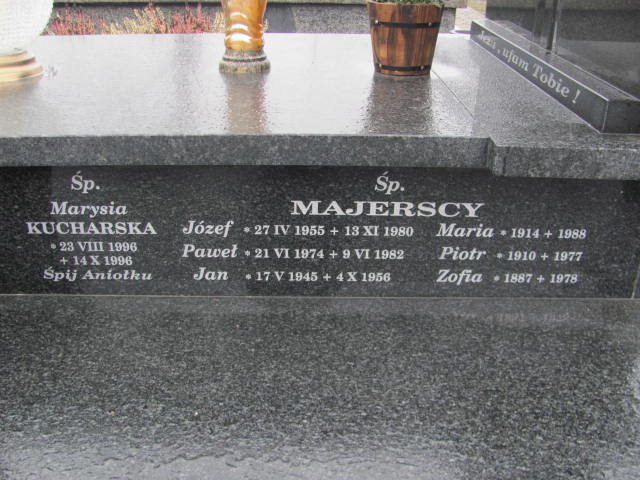 Jezu, ufam Tobie !
Śp.
Marysia
KUCHARSKA
* 23 VIII 1996
+ 14 X 1996
Śpij Aniołku
Śp.
MAJERSCY
Józef * 27 IV 1955 + 13 XI 1980
Paweł * 21 VI 1974 + 9 VI 1982
Jan * 17 V 1945 + 4 X 1956
Maria * 1914 + 1988
Piotr * 1910 + 1977
Zofia * 1887 + 1978